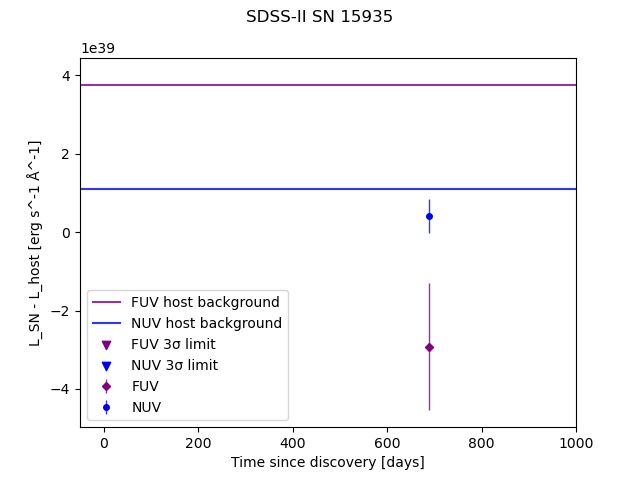 SDSS-II SN 15935
1e39
L_SN - L_host [erg s^-1 Å^-1]
4
2
0
−2
−4
FUV host background
NUV host background
FUV 3σ limit
NUV 3σ limit
FUV
NUV
0 200 400 600 800 1000
Time since discovery [days]